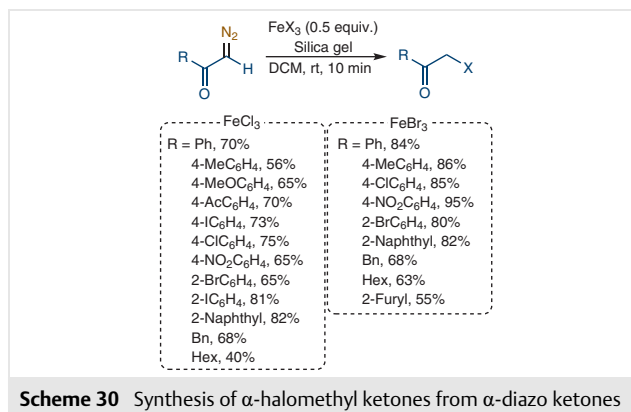 N₂
R
H
O
FeX₃ (0.5 equiv.)
Silica gel
DCM, rt, 10 min
R
X
O
FeCl₃
R = Ph, 70%
4-MeC₆H₄, 56%
4-MeOC₆H₄, 65%
4-AcC₆H₄, 70%
4-IC₆H₄, 73%
4-ClC₆H₄, 75%
4-NO₂C₆H₄, 65%
2-BrC₆H₄, 65%
2-IC₆H₄, 81%
2-Naphthyl, 82%
Bn, 68%
Hex, 40%
FeBr₃
R = Ph, 84%
4-MeC₆H₄, 86%
4-ClC₆H₄, 85%
4-NO₂C₆H₄, 95%
2-BrC₆H₄, 80%
2-Naphthyl, 82%
Bn, 68%
Hex, 63%
2-Furyl, 55%
Scheme 30 Synthesis of α-halomethyl ketones from α-diazo ketones